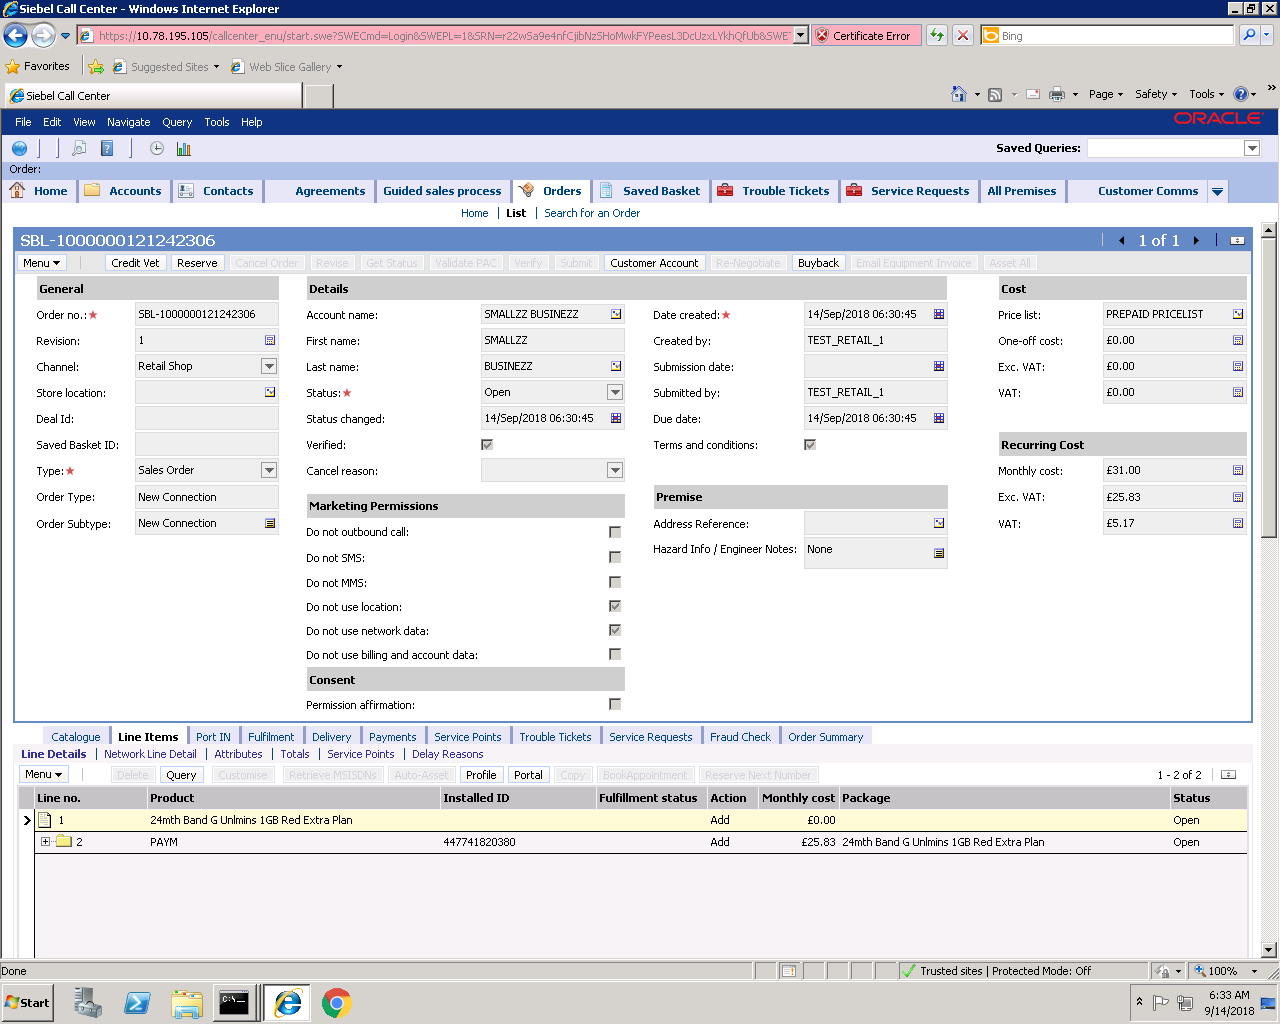 Siebel Call Center - Windows Internet Explorer
Certificate Error
Bing
Favorites
Suggested Sites
Web Slice Gallery
Siebel Call Center
Page
Safety
Tools
File Edit View Navigate Query Tools Help
ORACLE
Saved Queries:
Order:
Home Accounts Contacts Agreements Guided sales process Orders Saved Basket Trouble Tickets Service Requests All Premises Customer Comms
Home | List | Search for an Order
SBL-1000000121242306
1 of 1
Menu Credit Vet Reserve Cancel Order Revise Get Status Validate PAC Verify Submit Customer Account Re-Negotiate Buyback Email Equipment Invoice Asset All
General
Order no.:★ SBL-1000000121242306
Revision: 1
Channel: Retail Shop
Store location:
Deal Id:
Saved Basket ID:
Type:★ Sales Order
Order Type: New Connection
Order Subtype: New Connection
Details
Account name: SMALLZZ BUSINEZZ
First name: SMALLZZ
Last name: BUSINEZZ
Status:★ Open
Status changed: 14/Sep/2018 06:30:45
Verified:
Cancel reason:
Date created:★ 14/Sep/2018 06:30:45
Created by: TEST_RETAIL_1
Submission date:
Submitted by: TEST_RETAIL_1
Due date: 14/Sep/2018 06:30:45
Terms and conditions:
Marketing Permissions
Do not outbound call:
Do not SMS:
Do not MMS:
Do not use location:
Do not use network data:
Do not use billing and account data:
Consent
Permission affirmation:
Premise
Address Reference:
Hazard Info / Engineer Notes: None
Cost
Price list: PREPAID PRICELIST
One-off cost: £0.00
Exc. VAT: £0.00
VAT: £0.00
Recurring Cost
Monthly cost: £31.00
Exc. VAT: £25.83
VAT: £5.17
Catalogue Line Items Port IN Fulfilment Delivery Payments Service Points Trouble Tickets Service Requests Fraud Check Order Summary
Line Details | Network Line Detail | Attributes | Totals | Service Points | Delay Reasons
Menu Delete Query Customise Retrieve MSISDNs Auto-Asset Profile Portal Copy BookAppointment Reserve Next Number
1 - 2 of 2
Line no. Product Installed ID Fulfillment status Action Monthly cost Package Status
1 24mth Band G Unlmins 1GB Red Extra Plan Add £0.00 Open
2 PAYM 447741820380 Add £25.83 24mth Band G Unlmins 1GB Red Extra Plan Open
Done
Trusted sites | Protected Mode: Off
100%
Start
6:33 AM
9/14/2018